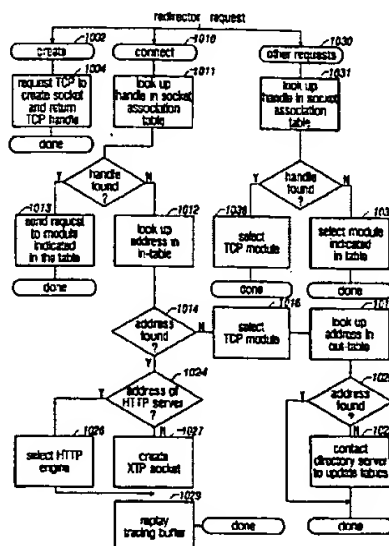 redirector request
1002
create
1010
connect
1030
other requests
1004
request TCP to
create socket
and return
TCP handle
1011
look up
handle in socket
association
table
1031
look up
handle in socket
association
table
done
handle
found
?
Y
N
handle
found
?
Y
N
1013
send request
to module
indicated
in the table
1012
look up
address in
in-table
select
TCP module
select module
indicated
in table
done
done
done
1014
address
found
?
N
Y
1016
select
TCP module
look up
address in
out-table
1024
address of
HTTP server
?
Y
N
address
found
?
Y
N
1026
select HTTP
engine
1027
create
XTP socket
contact
directory server
to update tables
1029
replay
tracing buffer
done
done